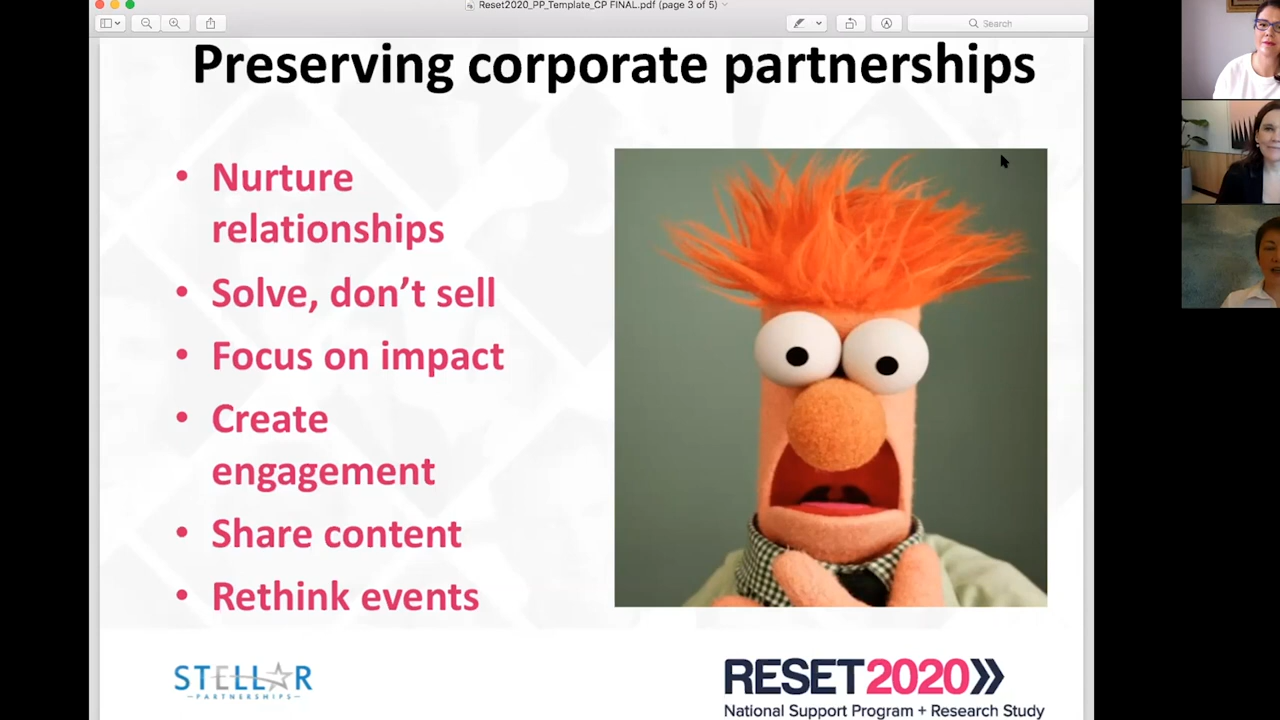 Reset2020_PP_Template_CP FINAL.pdf (page 3 of 5)
Search
Preserving corporate partnerships
• Nurture
relationships
• Solve, don’t sell
• Focus on impact
• Create
engagement
• Share content
• Rethink events
STELLAR
PARTNERSHIPS
RESET2020
National Support Program + Research Study